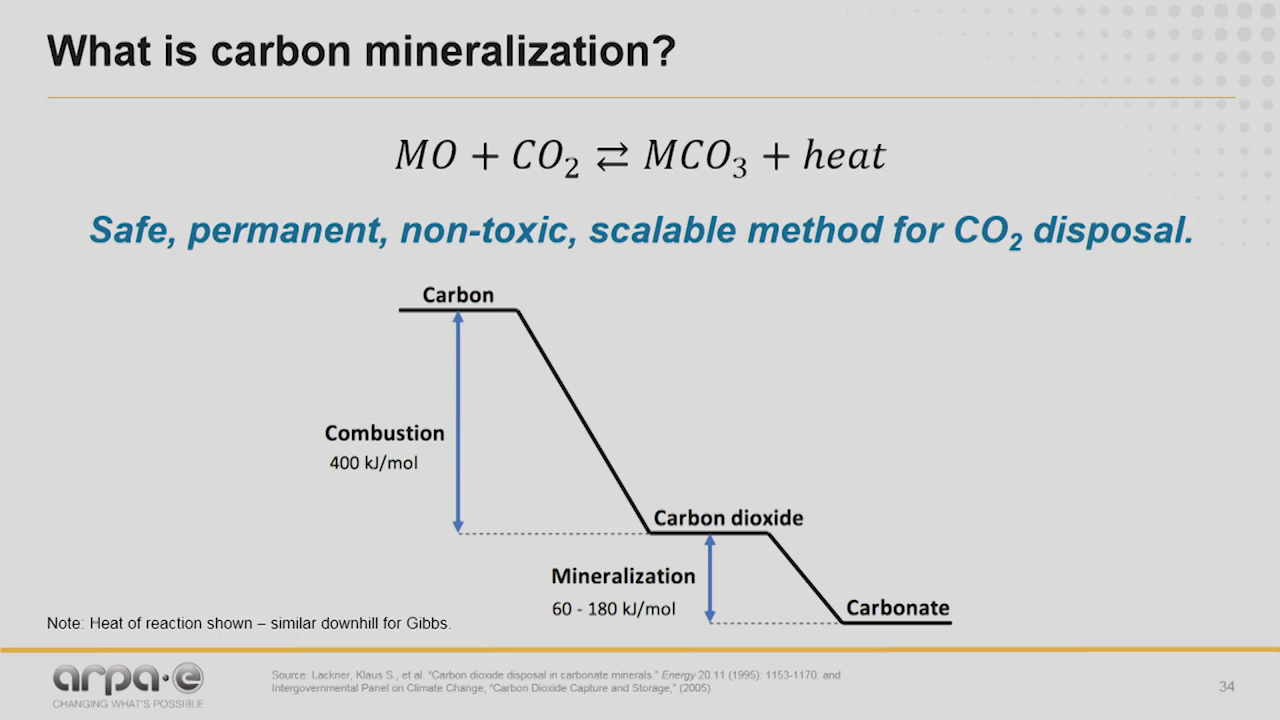 What is carbon mineralization?
MO + CO₂ ⇄ MCO₃ + heat
Safe, permanent, non-toxic, scalable method for CO₂ disposal.
Carbon
Combustion
400 kJ/mol
Carbon dioxide
Mineralization
60 - 180 kJ/mol
Carbonate
Note: Heat of reaction shown – similar downhill for Gibbs.
arpa·e
CHANGING WHAT'S POSSIBLE
Source: Lackner, Klaus S., et al. "Carbon dioxide disposal in carbonate minerals." Energy 20.11 (1995): 1153-1170. and
Intergovernmental Panel on Climate Change, "Carbon Dioxide Capture and Storage," (2005).
34